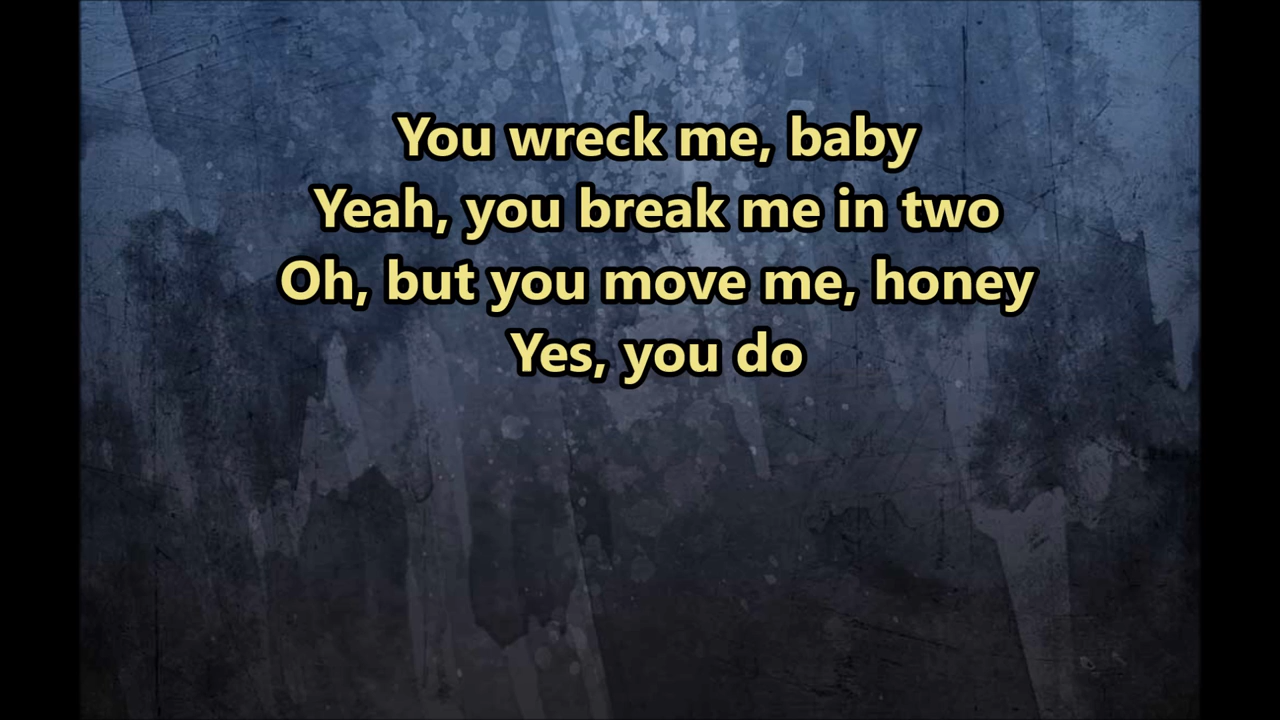 You wreck me, baby
Yeah, you break me in two
Oh, but you move me, honey
Yes, you do